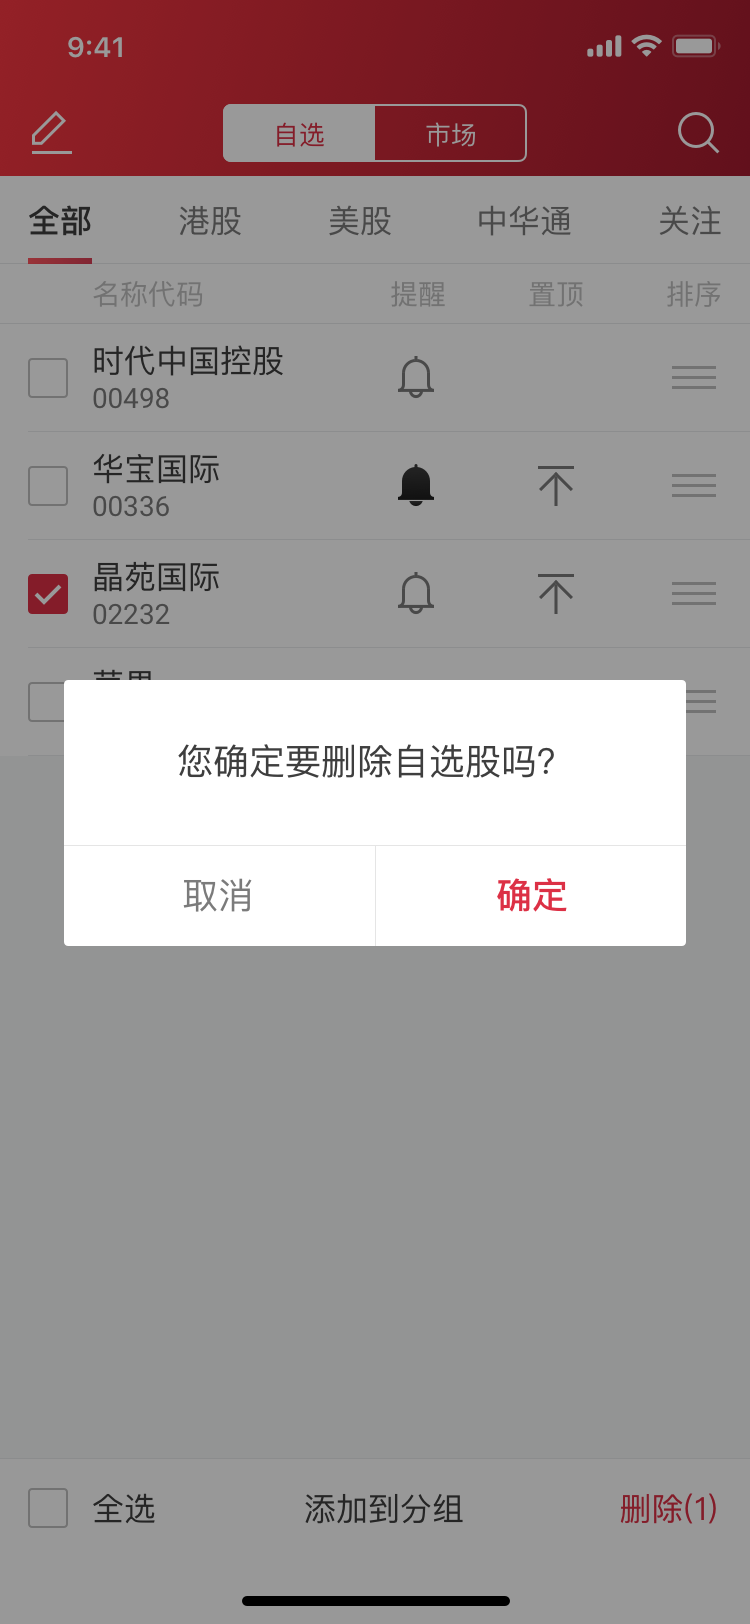 9:41
自选 市场
全部 港股 美股 中华通 关注
名称代码 提醒 置顶 排序
时代中国控股
00498
华宝国际
00336
晶苑国际
02232
您确定要删除自选股吗?
取消 确定
全选 添加到分组 删除(1)